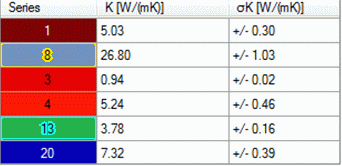 Series K [W/(mK)] σK [W/(mK)]
1 5.03 +/- 0.30
8 26.80 +/- 1.03
3 0.94 +/- 0.02
4 5.24 +/- 0.46
13 3.78 +/- 0.16
20 7.32 +/- 0.39